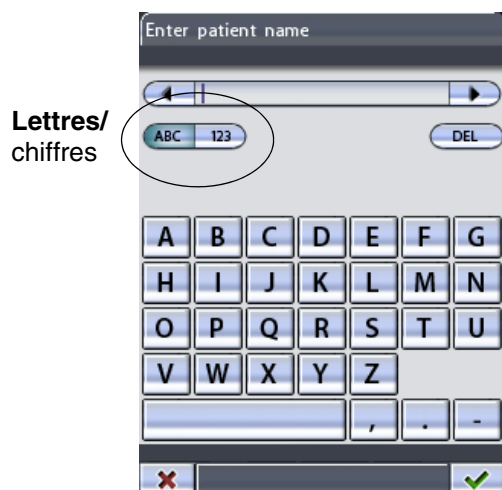 Enter patient name
Lettres/
chiffres
ABC 123 DEL
A B C D E F G
H I J K L M N
O P Q R S T U
V W X Y Z
, . -